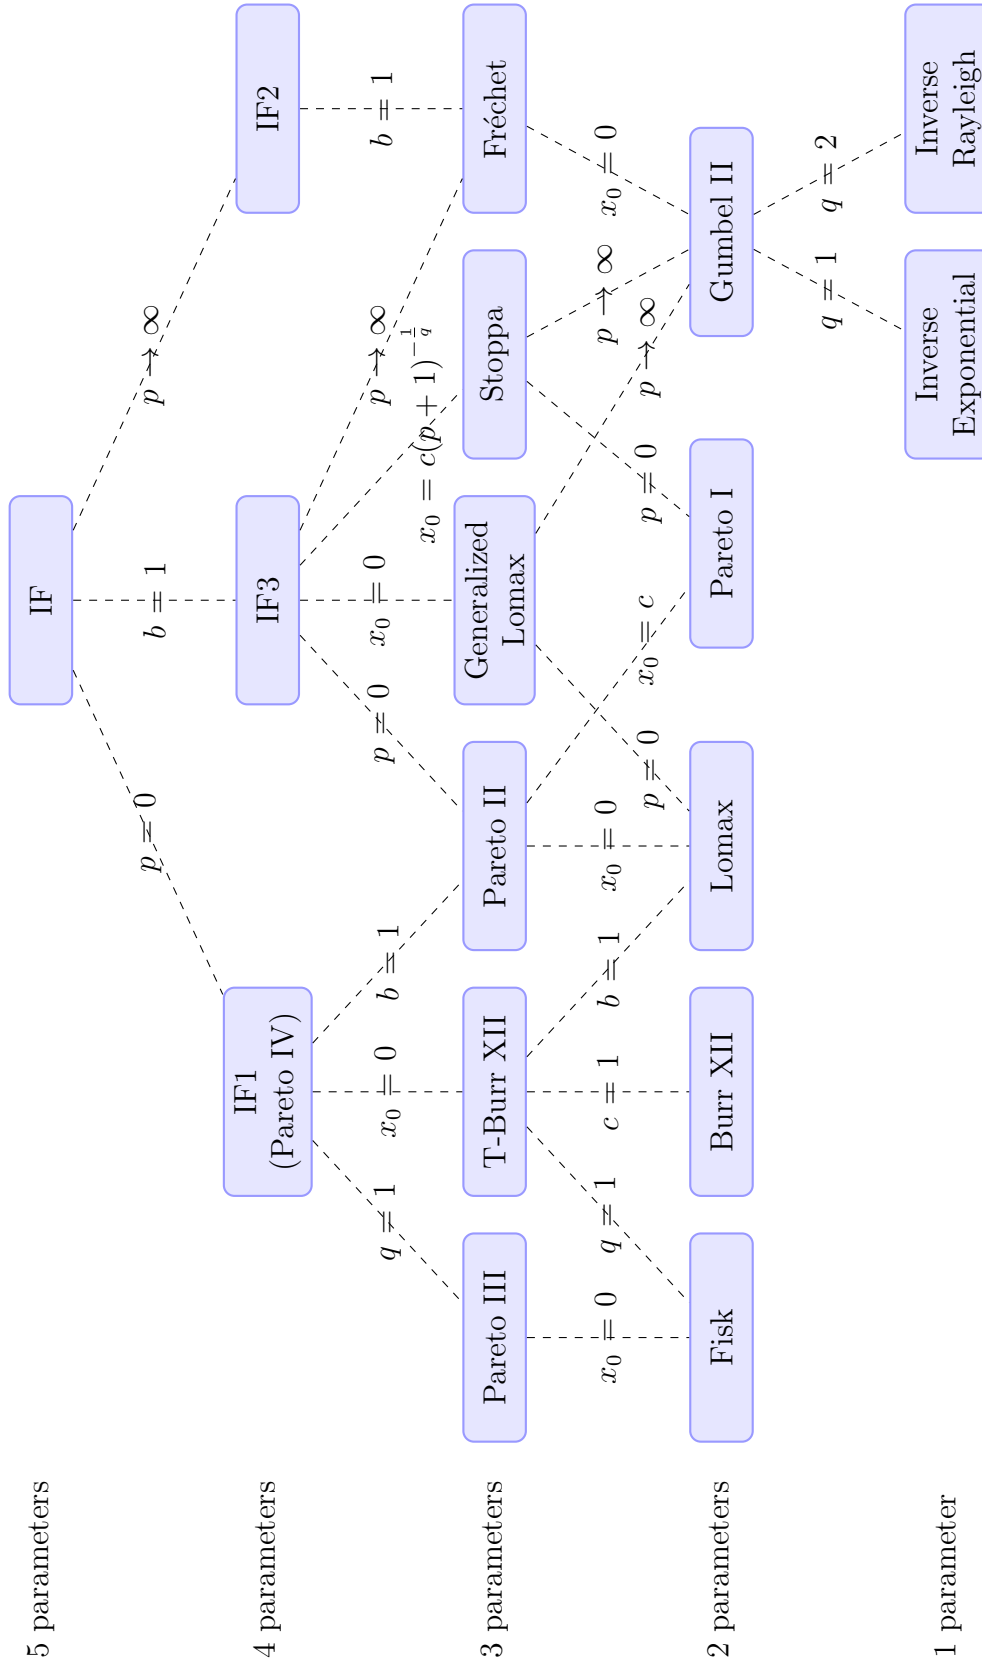 5 parameters
IF
p = 0
b = 1
p → ∞
4 parameters
IF1
(Pareto IV)
IF3
IF2
q = 1
x₀ = 0
b = 1
p = 0
x₀ = 0
x₀ = c(p + 1)^{-1/q}
p → ∞
b = 1
3 parameters
Pareto III
T-Burr XII
Pareto II
Generalized
Lomax
Stoppa
Fréchet
x₀ = 0
q = 1
c = 1
b = 1
x₀ = 0
p = 0
x₀ = c
p = 0
p → ∞
p → ∞
x₀ = 0
2 parameters
Fisk
Burr XII
Lomax
Pareto I
Gumbel II
q = 1
q = 2
1 parameter
Inverse
Exponential
Inverse
Rayleigh